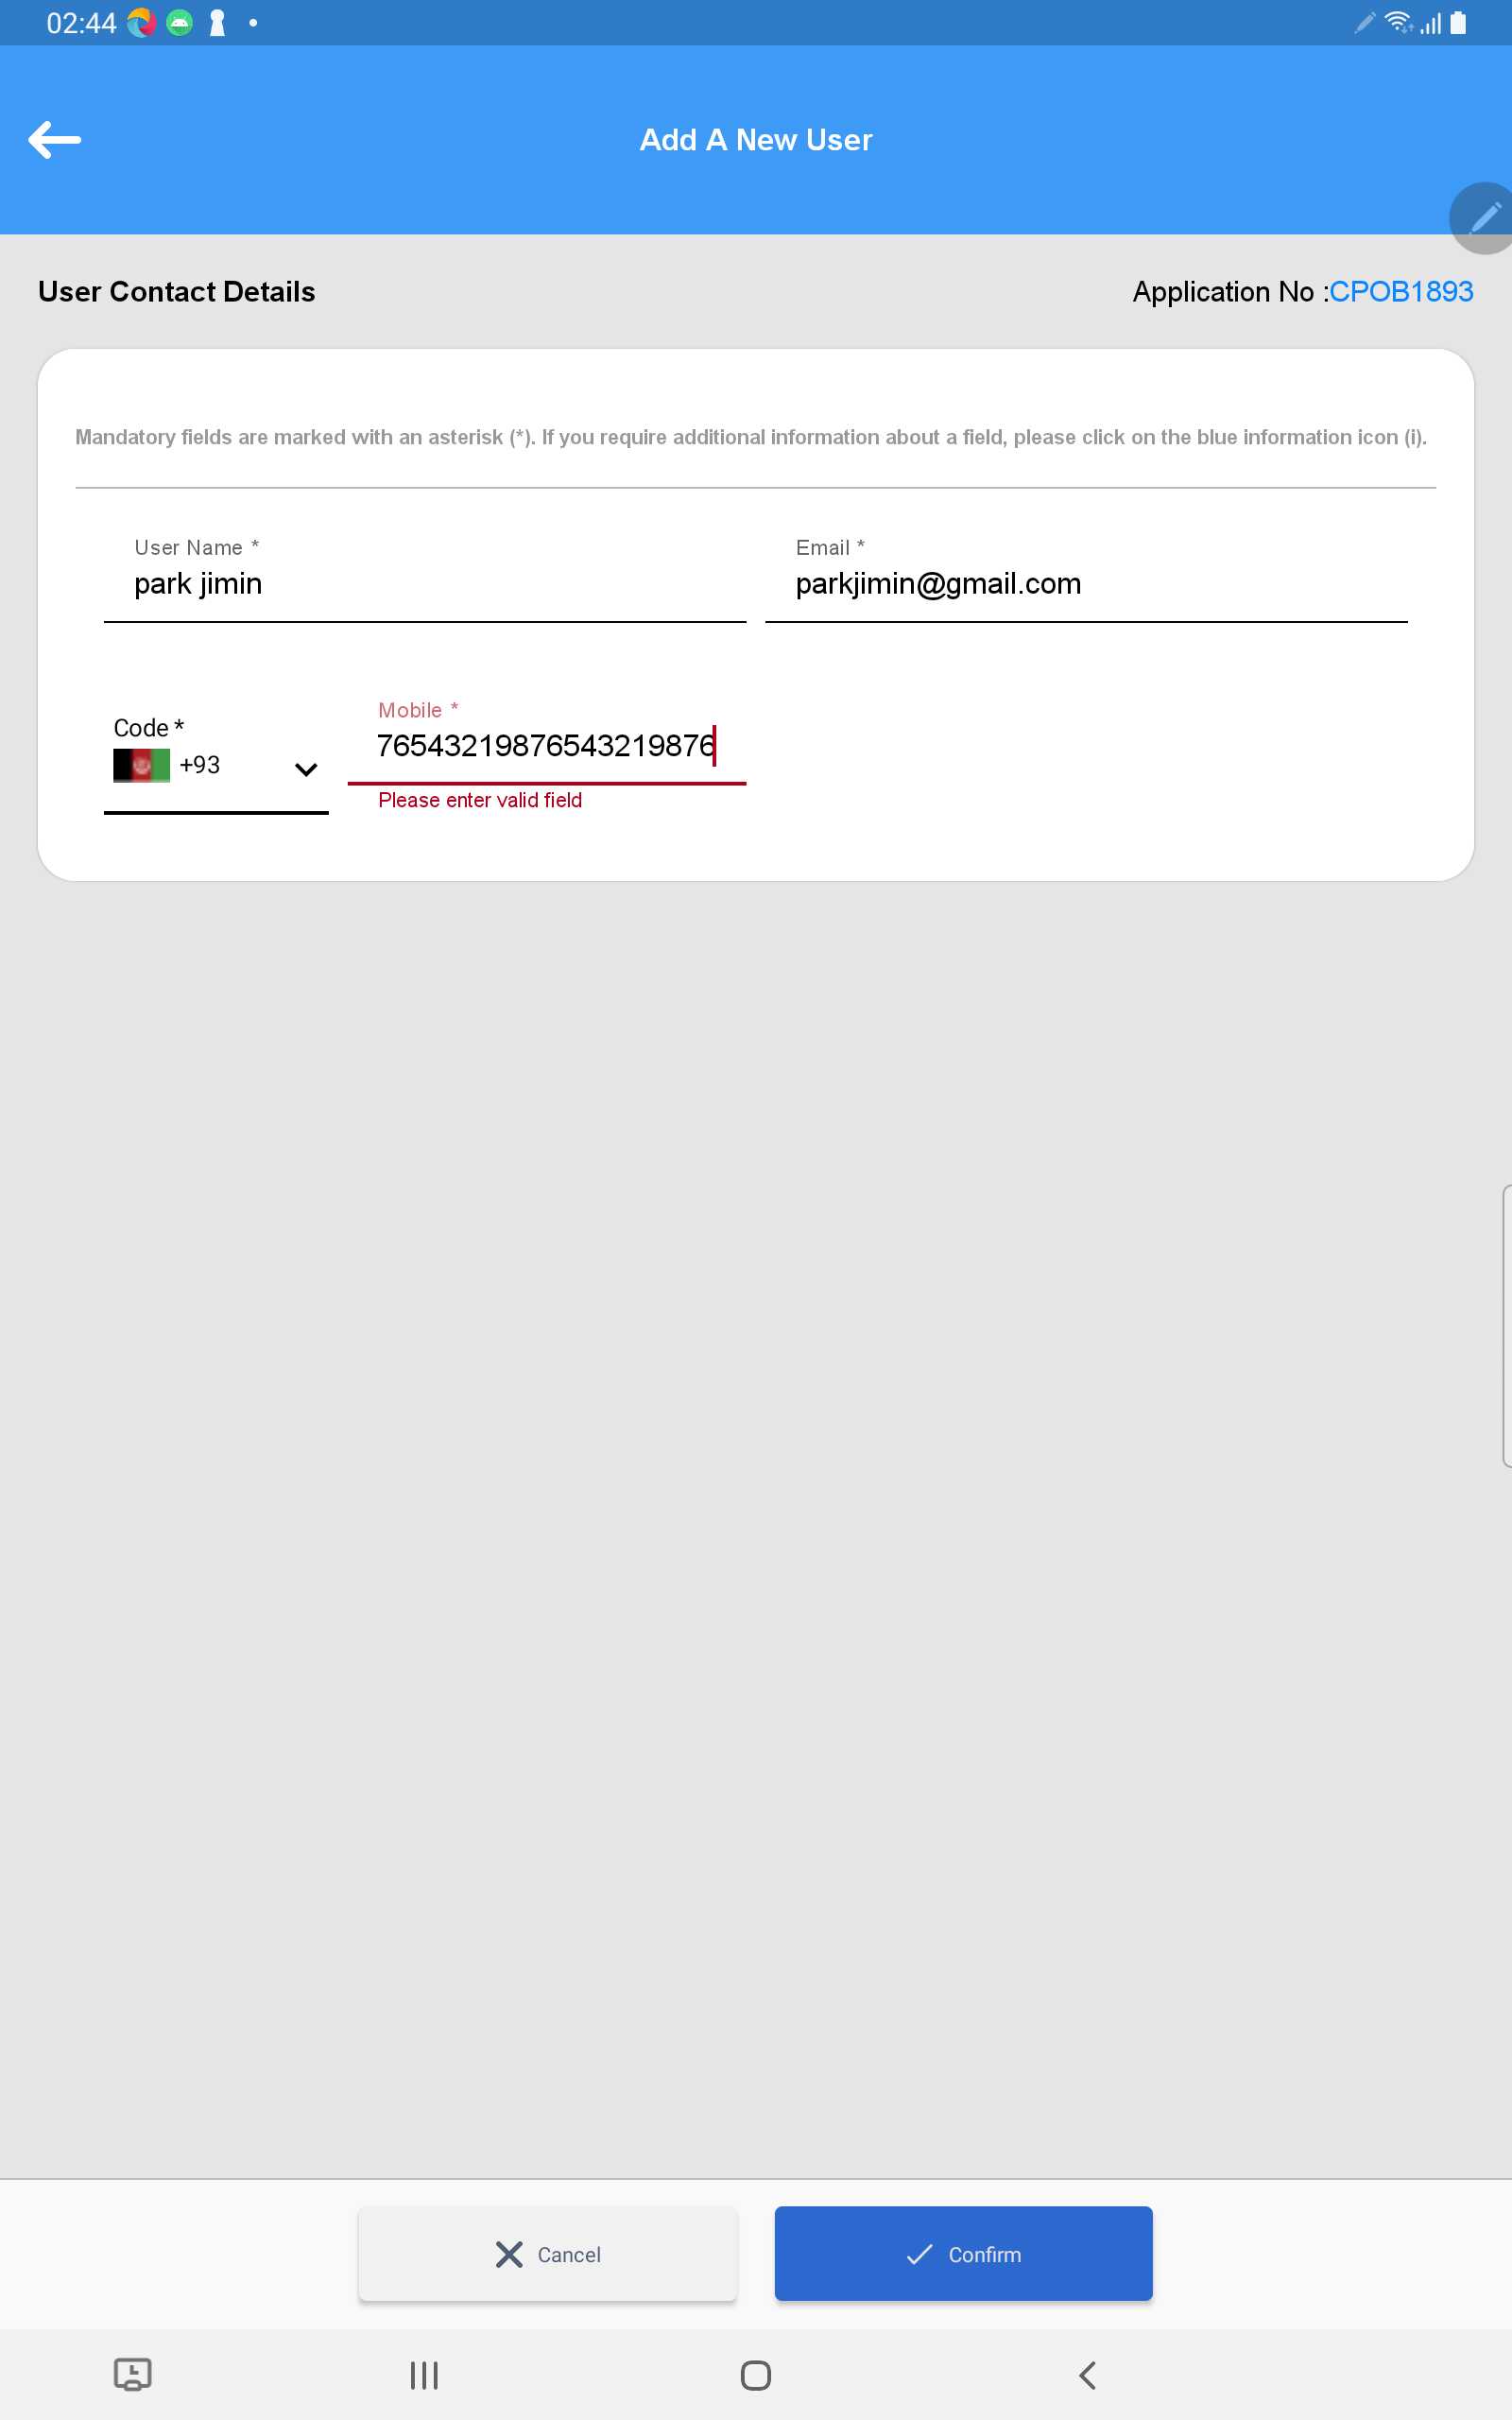 02:44
Add A New User
User Contact Details
Application No :CPOB1893
Mandatory fields are marked with an asterisk (*). If you require additional information about a field, please click on the blue information icon (i).
User Name *
park jimin
Email *
parkjimin@gmail.com
Code *
+93
Mobile *
76543219876543219876
Please enter valid field
Cancel
Confirm